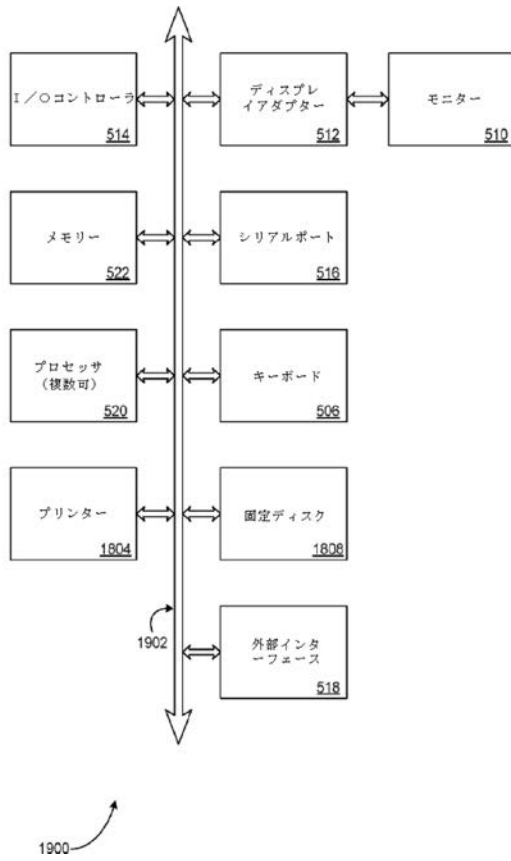 I/Oコントローラ
514
ディスプレ
イアダプター
512
モニター
510
メモリー
522
シリアルポート
516
プロセッサ
(複数可)
520
キーボード
506
プリンター
1804
固定ディスク
1808
1902
外部インタ
ーフェース
518
1900